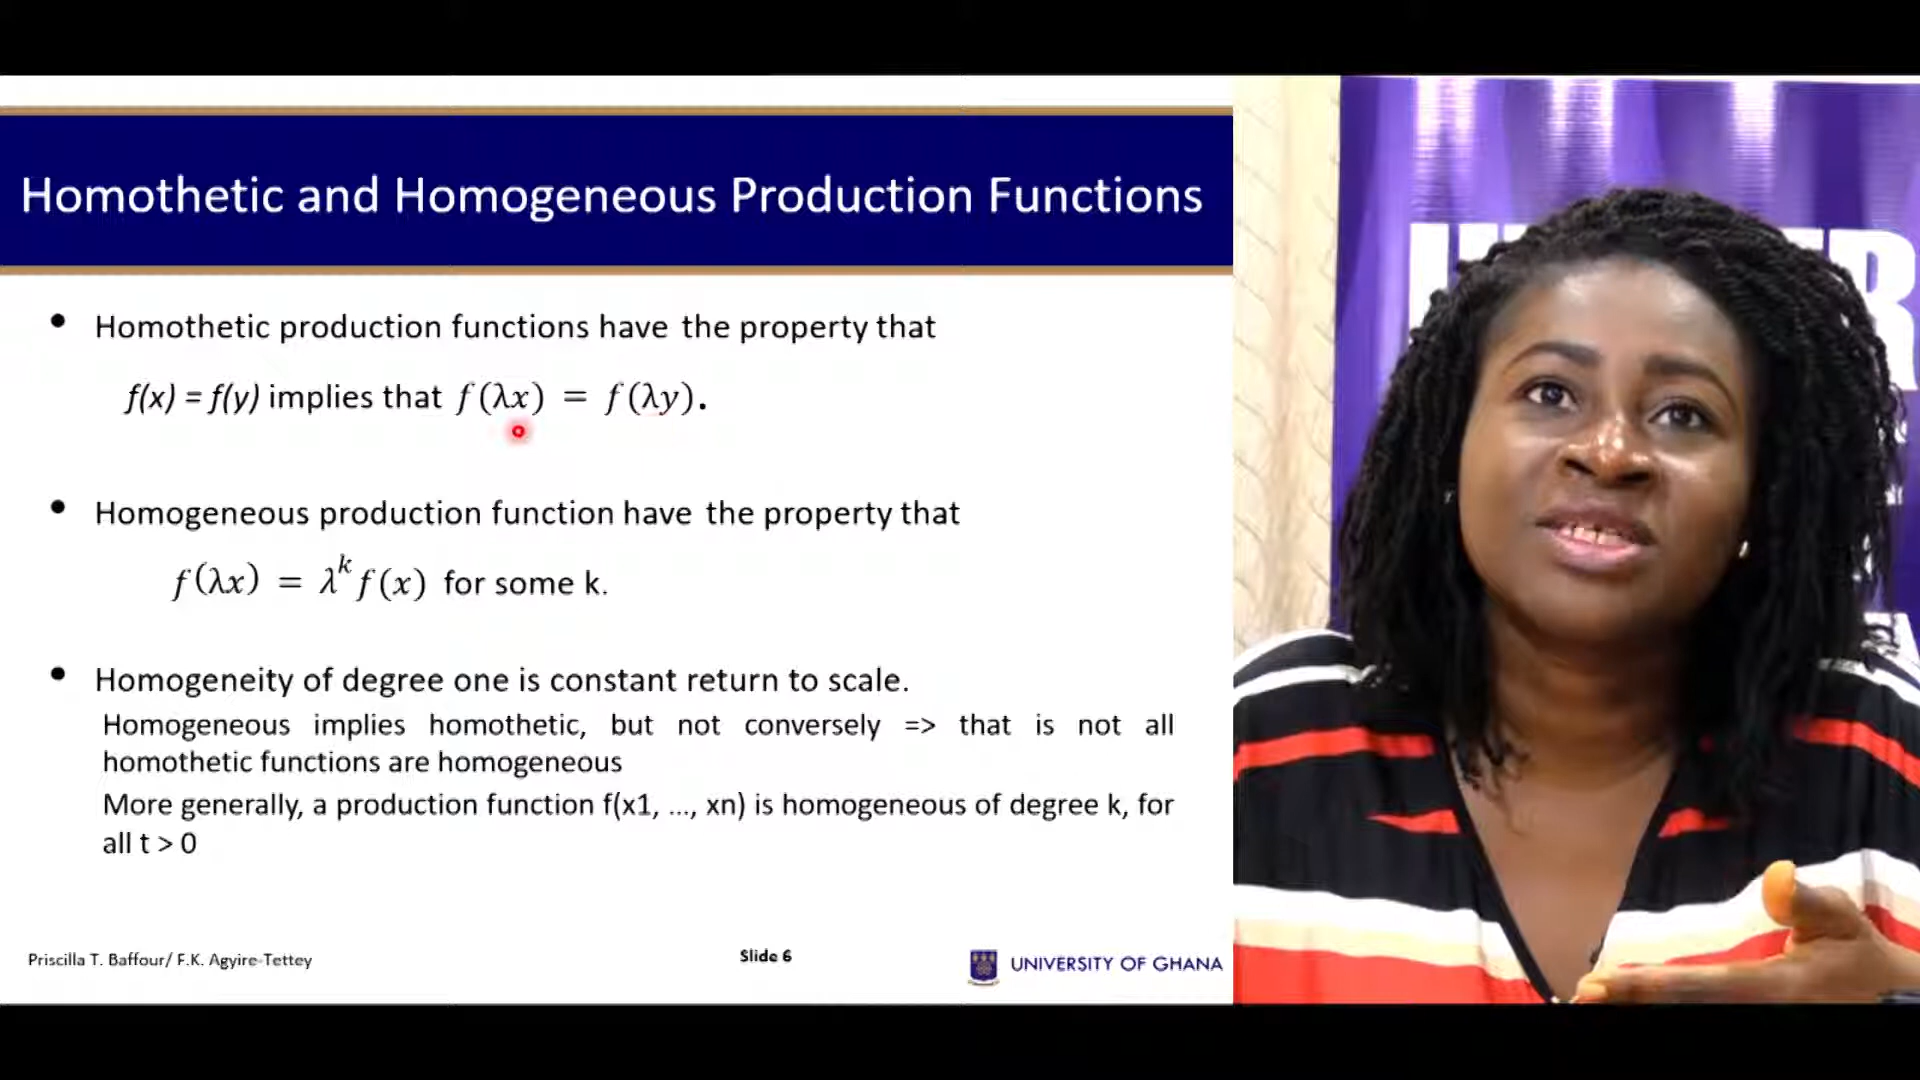 Homothetic and Homogeneous Production Functions
• Homothetic production functions have the property that
f(x) = f(y) implies that f(λx) = f(λy).
• Homogeneous production function have the property that
f(λx) = λᵏf(x) for some k.
• Homogeneity of degree one is constant return to scale.
Homogeneous implies homothetic, but not conversely => that is not all
homothetic functions are homogeneous
More generally, a production function f(x1, ..., xn) is homogeneous of degree k, for
all t > 0
Priscilla T. Baffour/ F.K. Agyire-Tettey
Slide 6
UNIVERSITY OF GHANA